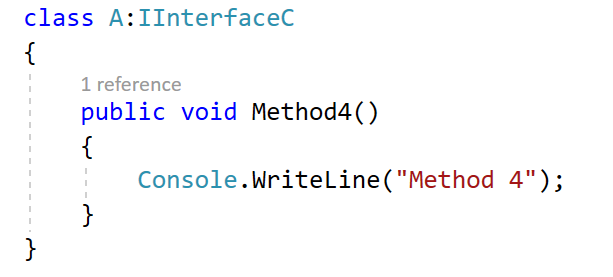 class A:IInterfaceC
{
1 reference
public void Method4()
{
Console.WriteLine("Method 4");
}
}